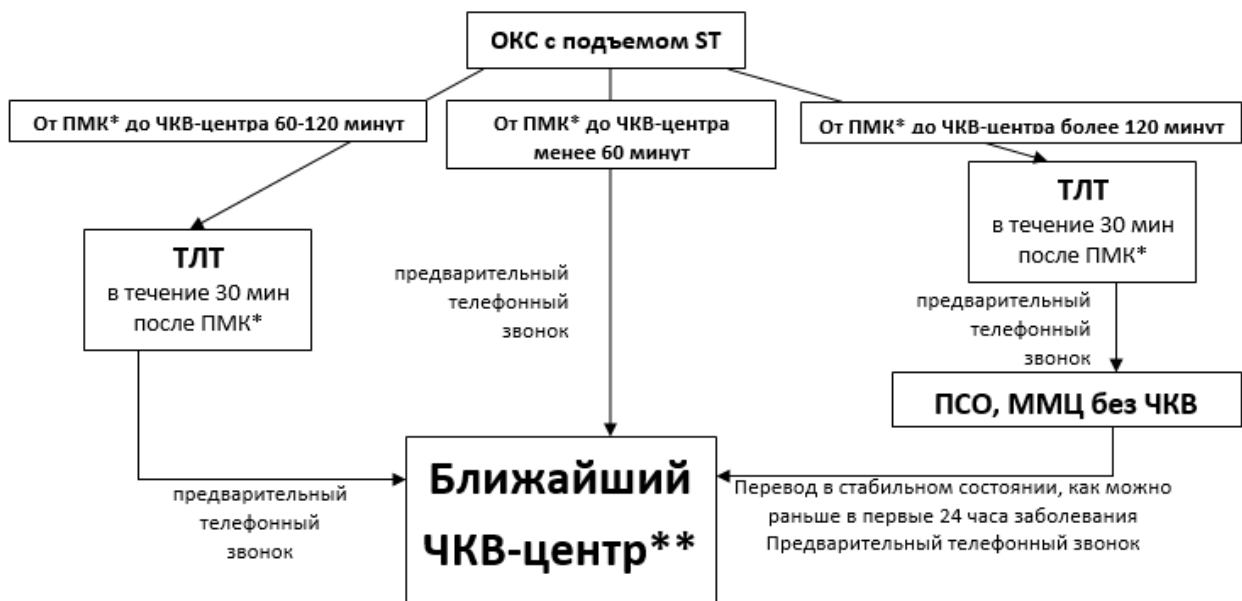 ОКС с подъемом ST
От ПМК* до ЧКВ-центра 60-120 минут
От ПМК* до ЧКВ-центра
менее 60 минут
От ПМК* до ЧКВ-центра более 120 минут
ТЛТ
в течение 30 мин
после ПМК*
предварительный
телефонный
звонок
ТЛТ
в течение 30 мин
после ПМК*
предварительный
телефонный
звонок
ПСО, ММЦ без ЧКВ
предварительный
телефонный
звонок
Ближайший
ЧКВ-центр**
Перевод в стабильном состоянии, как можно
раньше в первые 24 часа заболевания
Предварительный телефонный звонок